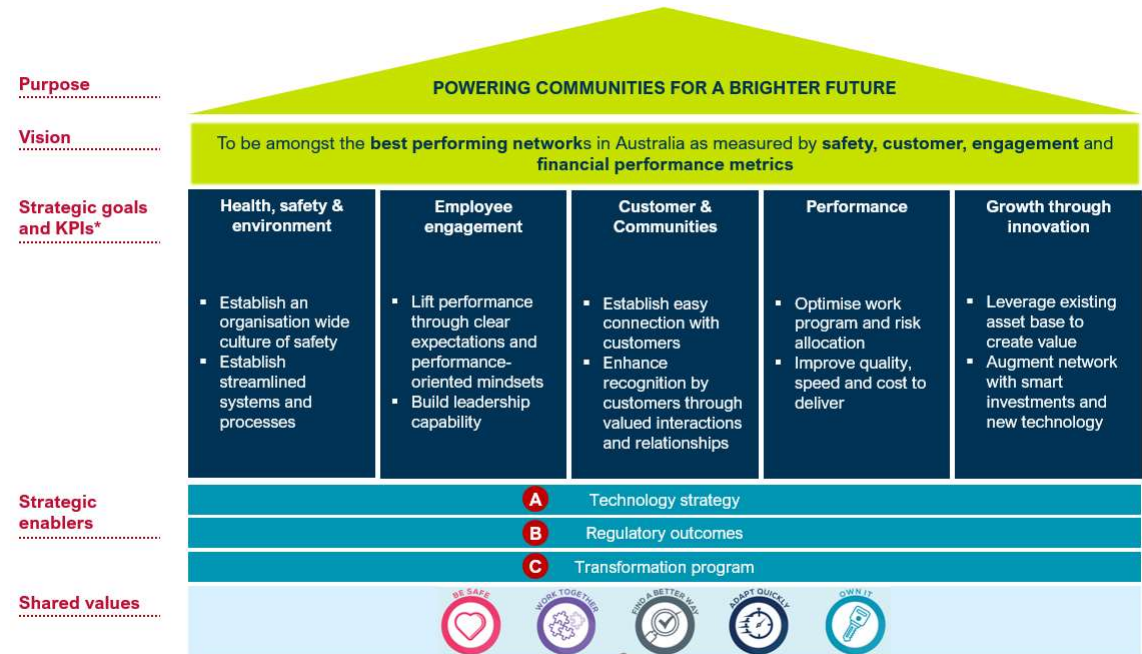 Purpose
POWERING COMMUNITIES FOR A BRIGHTER FUTURE
Vision
To be amongst the best performing networks in Australia as measured by safety, customer, engagement and
financial performance metrics
Strategic goals
and KPIs*
Health, safety &
environment
▪ Establish an
organisation wide
culture of safety
▪ Establish
streamlined
systems and
processes
Employee
engagement
▪ Lift performance
through clear
expectations and
performance-
oriented mindsets
▪ Build leadership
capability
Customer &
Communities
▪ Establish easy
connection with
customers
▪ Enhance
recognition by
customers through
valued interactions
and relationships
Performance
▪ Optimise work
program and risk
allocation
▪ Improve quality,
speed and cost to
deliver
Growth through
innovation
▪ Leverage existing
asset base to
create value
▪ Augment network
with smart
investments and
new technology
Strategic
enablers
A Technology strategy
B Regulatory outcomes
C Transformation program
Shared values
BE SAFE
WORK TOGETHER
FIND A BETTER WAY
ADAPT QUICKLY
OWN IT